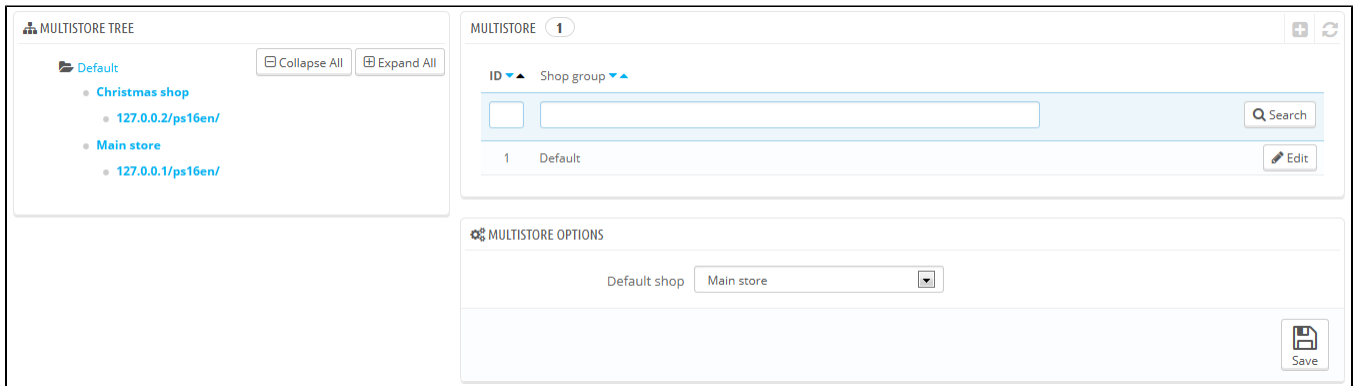 MULTISTORE TREE
Default
Collapse All
Expand All
Christmas shop
127.0.0.2/ps16en/
Main store
127.0.0.1/ps16en/
MULTISTORE 1
ID Shop group
Search
1 Default Edit
MULTISTORE OPTIONS
Default shop Main store
Save